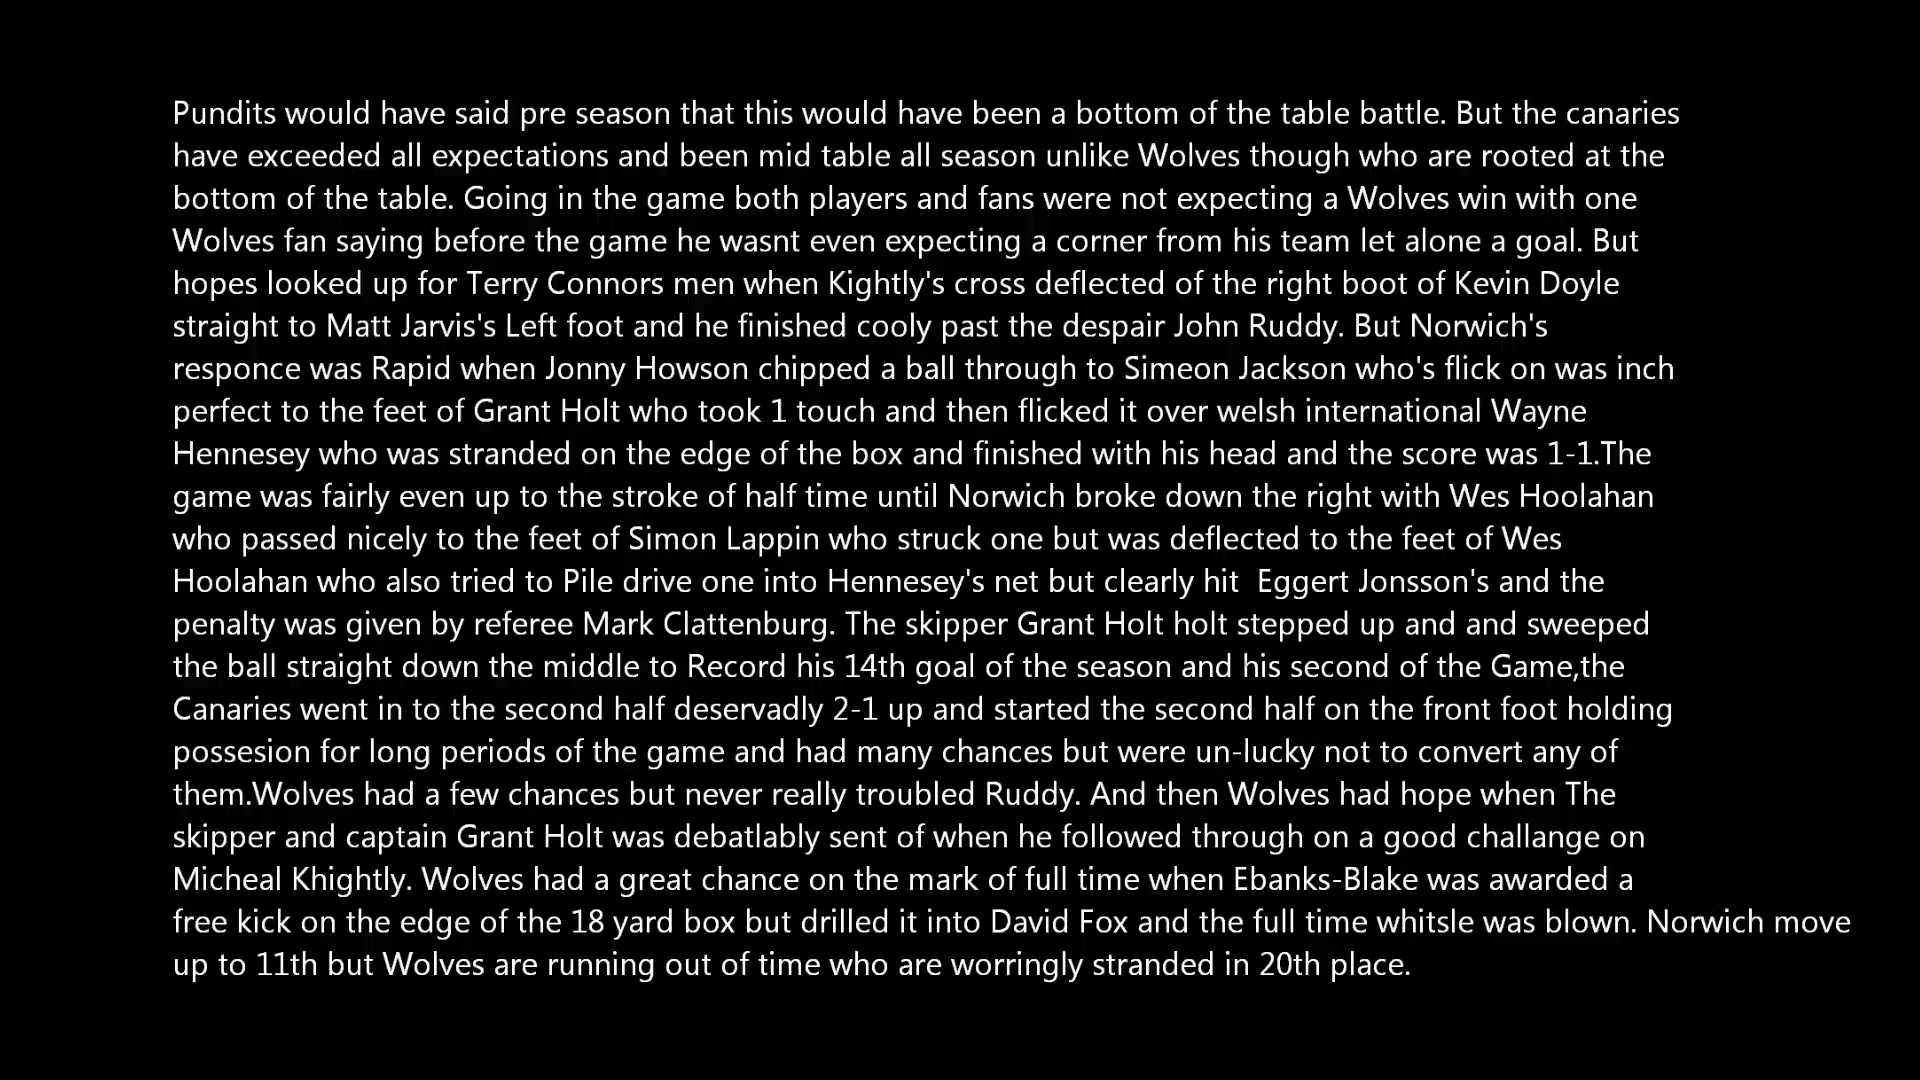 Pundits would have said pre season that this would have been a bottom of the table battle. But the canaries
have exceeded all expectations and been mid table all season unlike Wolves though who are rooted at the
bottom of the table. Going in the game both players and fans were not expecting a Wolves win with one
Wolves fan saying before the game he wasnt even expecting a corner from his team let alone a goal. But
hopes looked up for Terry Connors men when Kightly's cross deflected of the right boot of Kevin Doyle
straight to Matt Jarvis's Left foot and he finished cooly past the despair John Ruddy. But Norwich's
responce was Rapid when Jonny Howson chipped a ball through to Simeon Jackson who's flick on was inch
perfect to the feet of Grant Holt who took 1 touch and then flicked it over welsh international Wayne
Hennesey who was stranded on the edge of the box and finished with his head and the score was 1-1.The
game was fairly even up to the stroke of half time until Norwich broke down the right with Wes Hoolahan
who passed nicely to the feet of Simon Lappin who struck one but was deflected to the feet of Wes
Hoolahan who also tried to Pile drive one into Hennesey's net but clearly hit  Eggert Jonsson's and the
penalty was given by referee Mark Clattenburg. The skipper Grant Holt holt stepped up and and sweeped
the ball straight down the middle to Record his 14th goal of the season and his second of the Game,the
Canaries went in to the second half deservadly 2-1 up and started the second half on the front foot holding
possesion for long periods of the game and had many chances but were un-lucky not to convert any of
them.Wolves had a few chances but never really troubled Ruddy. And then Wolves had hope when The
skipper and captain Grant Holt was debatlably sent of when he followed through on a good challange on
Micheal Khightly. Wolves had a great chance on the mark of full time when Ebanks-Blake was awarded a
free kick on the edge of the 18 yard box but drilled it into David Fox and the full time whitsle was blown. Norwich move
up to 11th but Wolves are running out of time who are worringly stranded in 20th place.